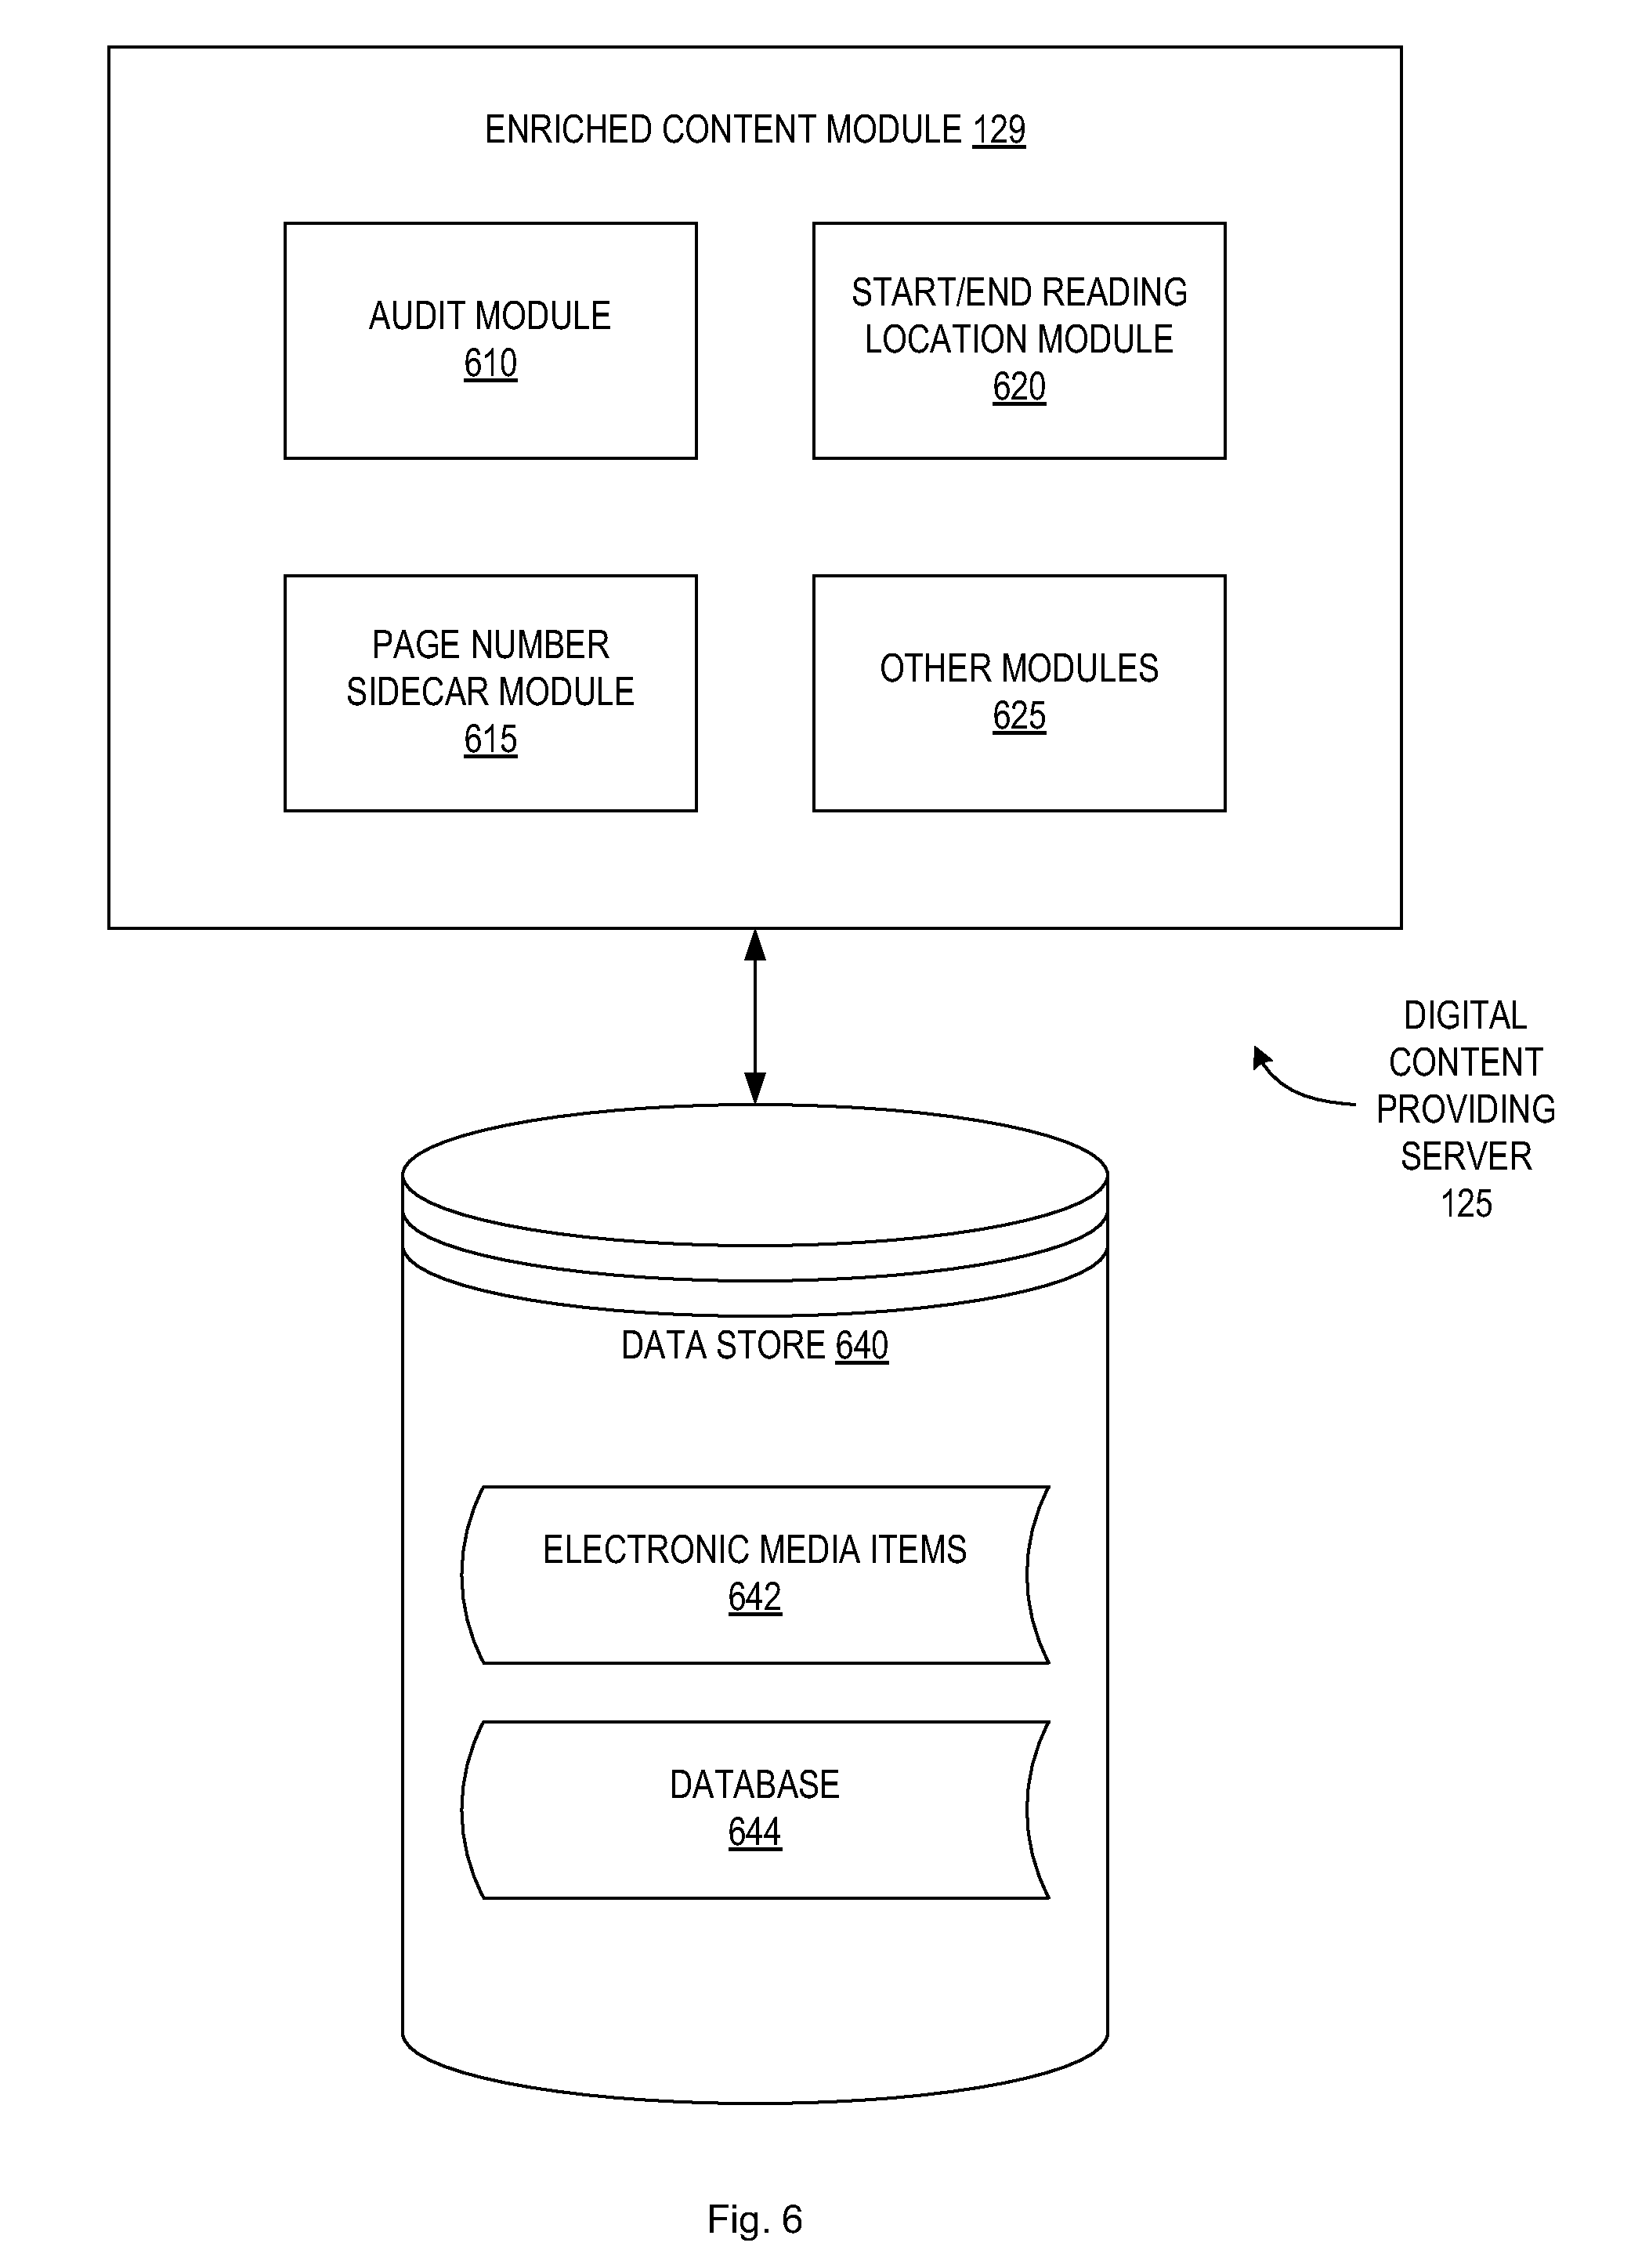 ENRICHED CONTENT MODULE 129
AUDIT MODULE
610
START/END READING
LOCATION MODULE
620
PAGE NUMBER
SIDECAR MODULE
615
OTHER MODULES
625
DIGITAL
CONTENT
PROVIDING
SERVER
125
DATA STORE 640
ELECTRONIC MEDIA ITEMS
642
DATABASE
644
Fig. 6